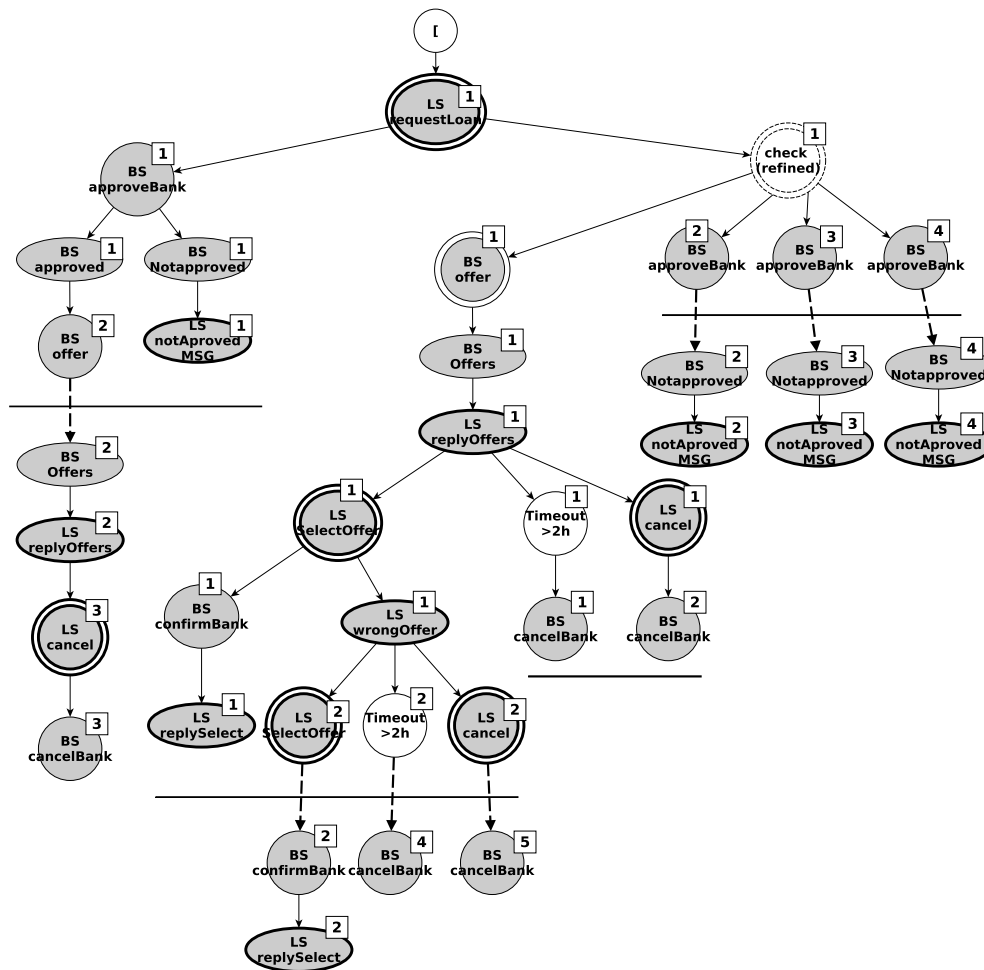 [
1
LS
requestLoan
1
check
(refined)
1
BS
approveBank
1
BS
approved
1
BS
Notapproved
1
BS
offer
2
BS
approveBank
3
BS
approveBank
4
BS
approveBank
2
BS
offer
1
LS
notAproved
MSG
1
BS
Offers
2
BS
Notapproved
3
BS
Notapproved
4
BS
Notapproved
1
LS
replyOffers
2
LS
notAproved
MSG
3
LS
notAproved
MSG
4
LS
notAproved
MSG
2
BS
Offers
2
LS
replyOffers
1
LS
SelectOffer
1
Timeout
>2h
1
LS
cancel
3
LS
cancel
1
BS
confirmBank
1
LS
wrongOffer
1
BS
cancelBank
2
BS
cancelBank
3
BS
cancelBank
1
LS
replySelect
2
LS
SelectOffer
2
Timeout
>2h
2
LS
cancel
2
BS
confirmBank
4
BS
cancelBank
5
BS
cancelBank
2
LS
replySelect